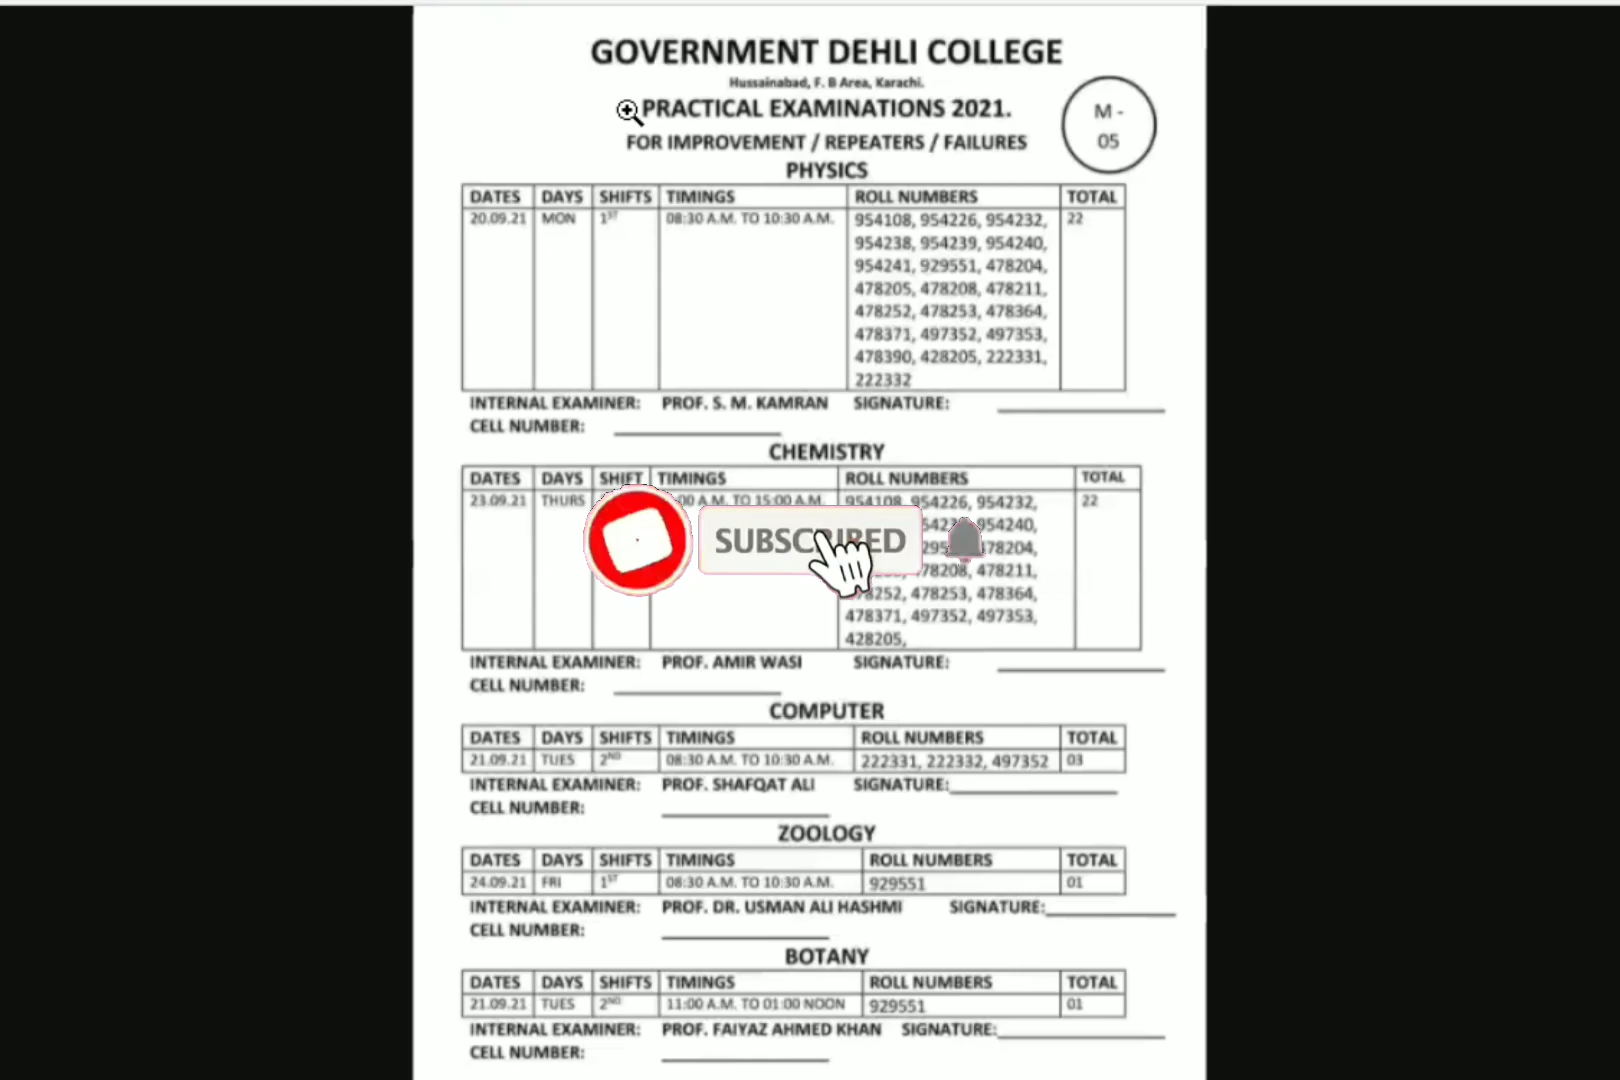 GOVERNMENT DEHLI COLLEGE
Hussainabad, F. B Area, Karachi.
PRACTICAL EXAMINATIONS 2021.
M -
05
FOR IMPROVEMENT / REPEATERS / FAILURES
PHYSICS
DATES DAYS SHIFTS TIMINGS ROLL NUMBERS TOTAL
20.09.21 MON 1ST 08:30 A.M. TO 10:30 A.M. 954108, 954226, 954232, 22
954238, 954239, 954240,
954241, 929551, 478204,
478205, 478208, 478211,
478252, 478253, 478364,
478371, 497352, 497353,
478390, 428205, 222331,
222332
INTERNAL EXAMINER: PROF. S. M. KAMRAN SIGNATURE:
CELL NUMBER:
CHEMISTRY
DATES DAYS SHIFT TIMINGS ROLL NUMBERS TOTAL
23.09.21 THURS A.M. TO 15:00 A.M. 954108, 954226, 954232, 22
954240,
478204,
478208, 478211,
478252, 478253, 478364,
478371, 497352, 497353,
428205,
SUBSCRIBED
INTERNAL EXAMINER: PROF. AMIR WASI SIGNATURE:
CELL NUMBER:
COMPUTER
DATES DAYS SHIFTS TIMINGS ROLL NUMBERS TOTAL
21.09.21 TUES 2ND 08:30 A.M. TO 10:30 A.M. 222331, 222332, 497352 03
INTERNAL EXAMINER: PROF. SHAFQAT ALI SIGNATURE:
CELL NUMBER:
ZOOLOGY
DATES DAYS SHIFTS TIMINGS ROLL NUMBERS TOTAL
24.09.21 FRI 1ST 08:30 A.M. TO 10:30 A.M. 929551 01
INTERNAL EXAMINER: PROF. DR. USMAN ALI HASHMI SIGNATURE:
CELL NUMBER:
BOTANY
DATES DAYS SHIFTS TIMINGS ROLL NUMBERS TOTAL
21.09.21 TUES 2ND 11:00 A.M. TO 01:00 NOON 929551 01
INTERNAL EXAMINER: PROF. FAIYAZ AHMED KHAN SIGNATURE:
CELL NUMBER: